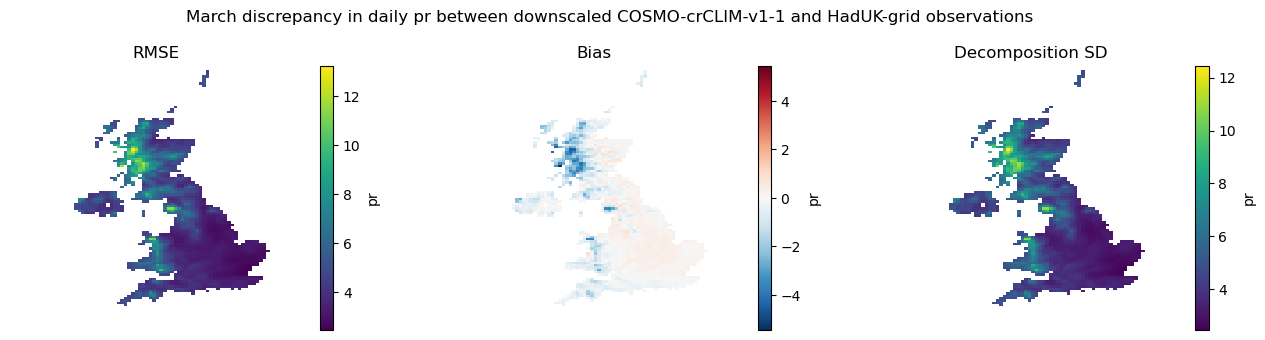 March discrepancy in daily pr between downscaled COSMO-crCLIM-v1-1 and HadUK-grid observations
RMSE
Bias
Decomposition SD
12
10
8
6
4
pr
4
2
0
−2
−4
pr
12
10
8
6
4
pr